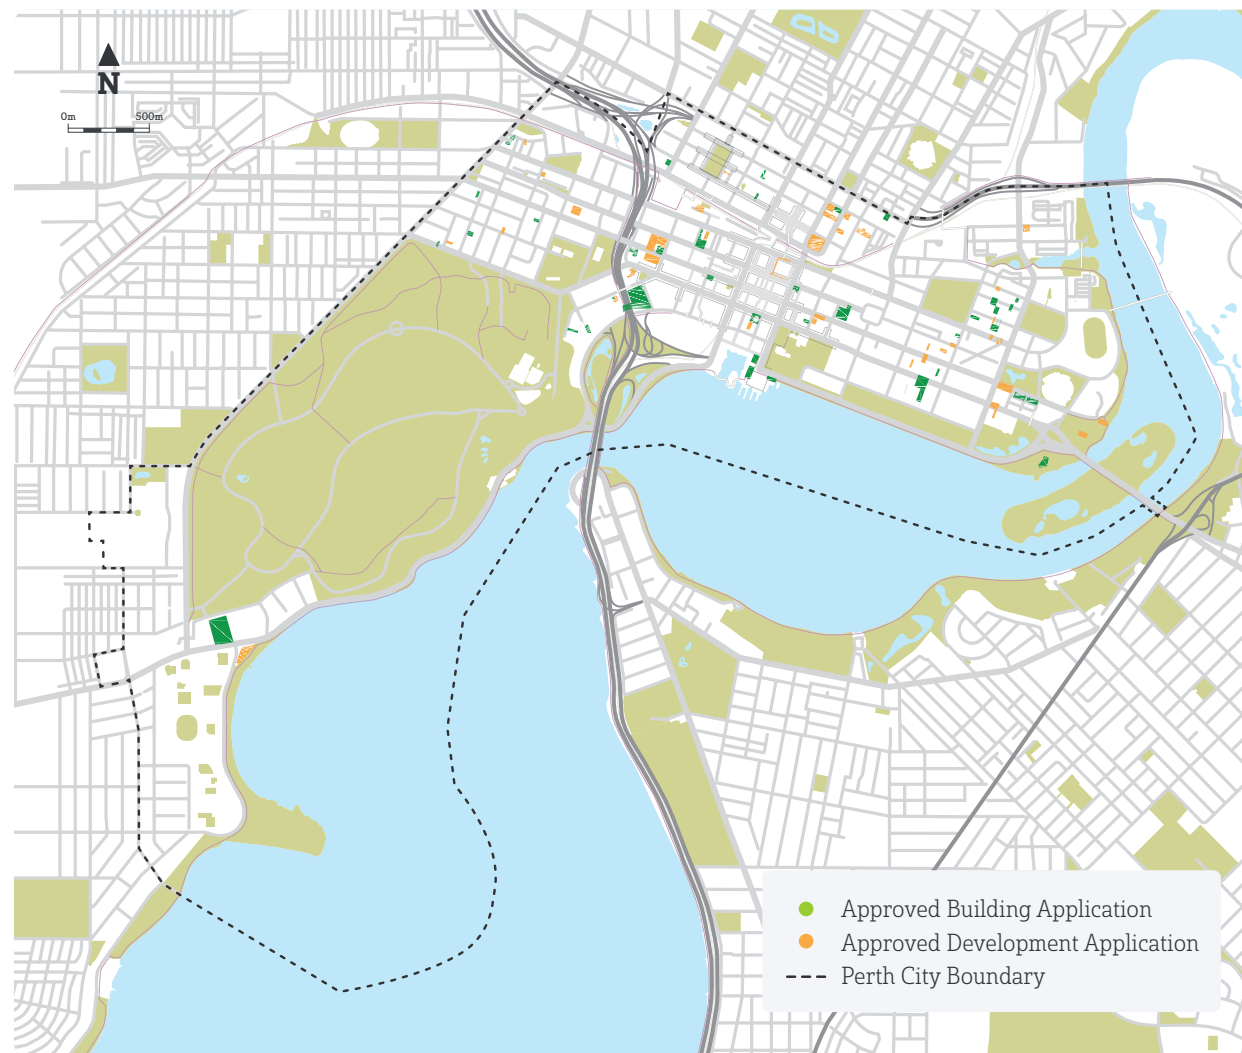 N
0m 500m
Approved Building Application
Approved Development Application
Perth City Boundary